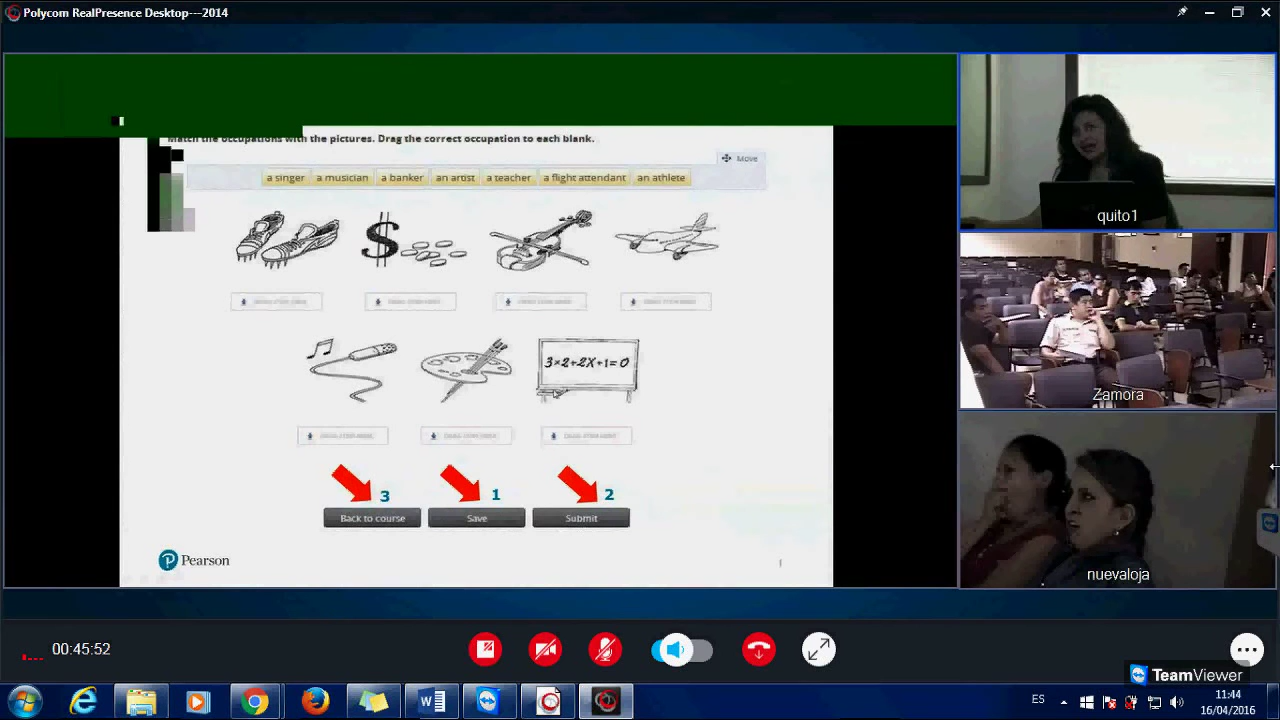 Polycom RealPresence Desktop---2014
Match the occupations with the pictures. Drag the correct occupation to each blank.
Move
a singer a musician a banker an artist a teacher a flight attendant an athlete
$
3×2+2X+1=0
3 1 2
Back to course Save Submit
Pearson
1
quito1
Zamora
nuevaloja
00:45:52
TeamViewer
ES
11:44
16/04/2016